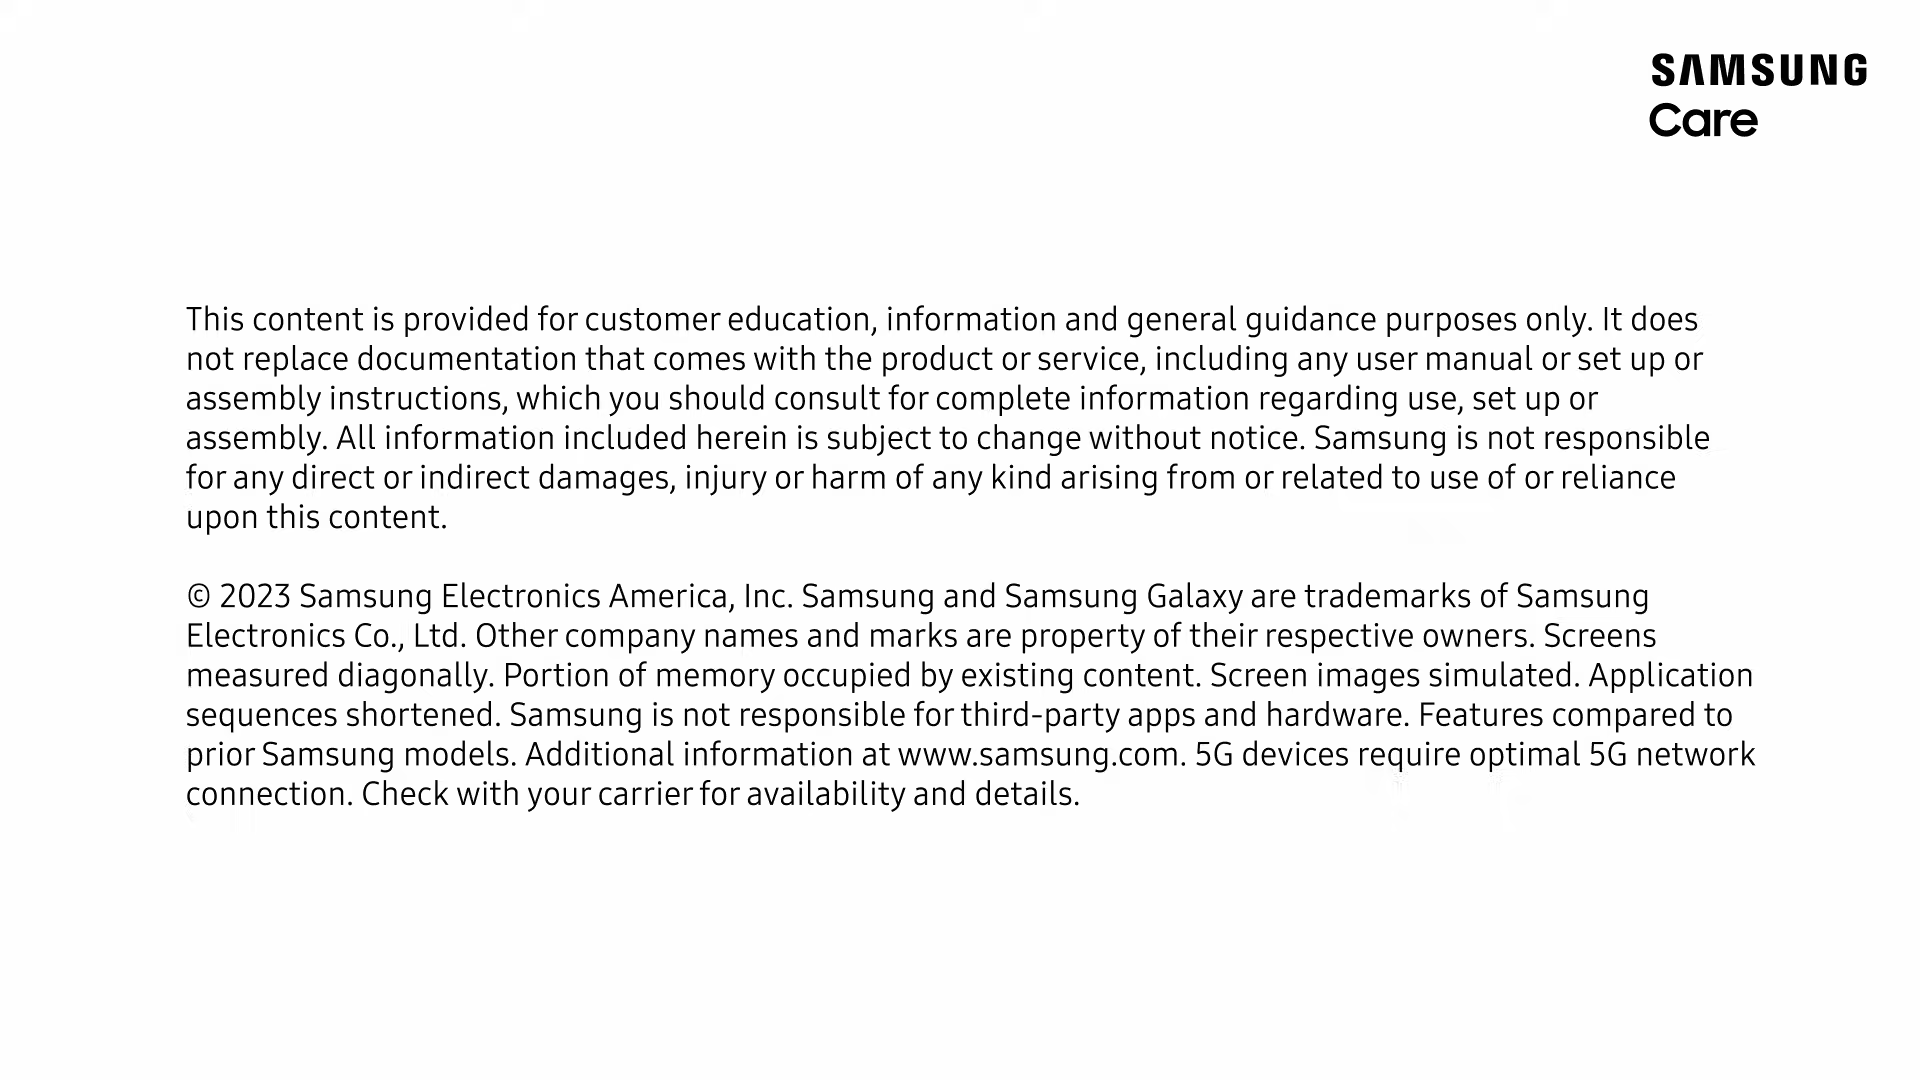 SAMSUNG
Care
This content is provided for customer education, information and general guidance purposes only. It does
not replace documentation that comes with the product or service, including any user manual or set up or
assembly instructions, which you should consult for complete information regarding use, set up or
assembly. All information included herein is subject to change without notice. Samsung is not responsible
for any direct or indirect damages, injury or harm of any kind arising from or related to use of or reliance
upon this content.
© 2023 Samsung Electronics America, Inc. Samsung and Samsung Galaxy are trademarks of Samsung
Electronics Co., Ltd. Other company names and marks are property of their respective owners. Screens
measured diagonally. Portion of memory occupied by existing content. Screen images simulated. Application
sequences shortened. Samsung is not responsible for third-party apps and hardware. Features compared to
prior Samsung models. Additional information at www.samsung.com. 5G devices require optimal 5G network
connection. Check with your carrier for availability and details.